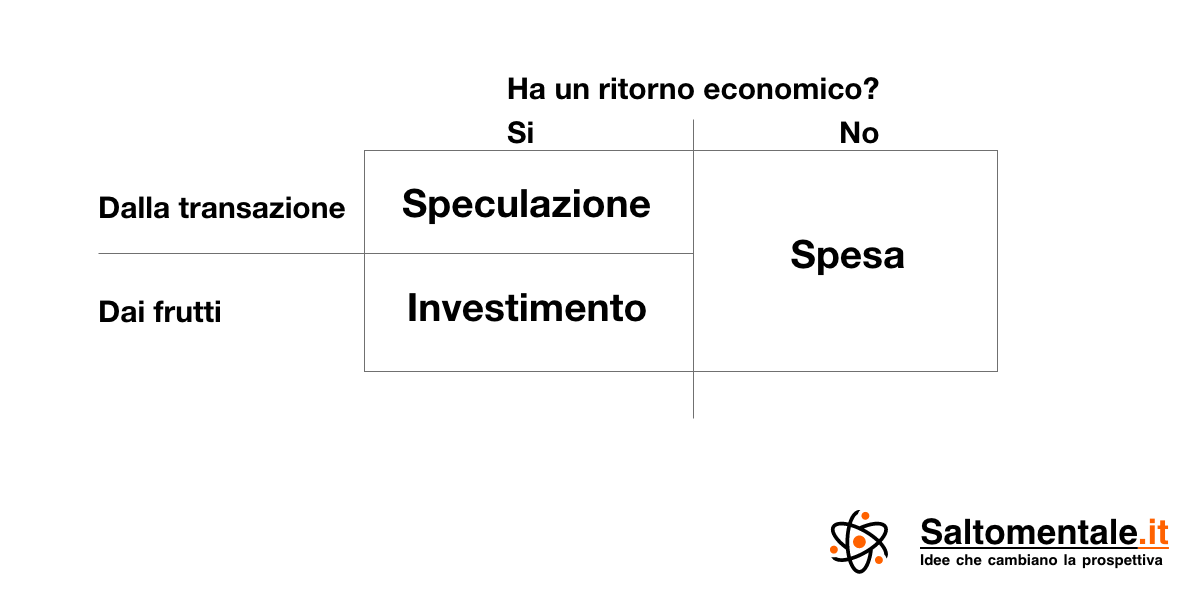 Ha un ritorno economico?
Si
No
Dalla transazione
Speculazione
Spesa
Dai frutti
Investimento
Saltomentale.it
Idee che cambiano la prospettiva